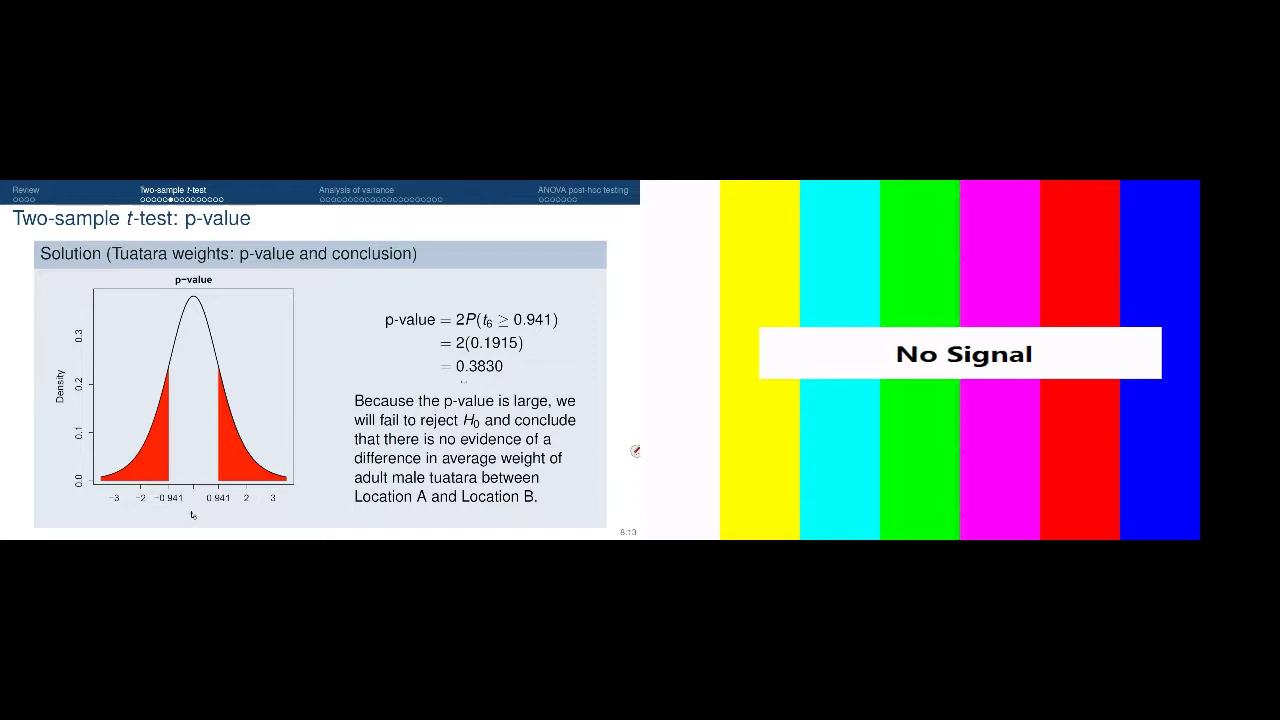 Review
Two-sample t-test
Analysis of variance
ANOVA post-hoc testing
Two-sample t-test: p-value
Solution (Tuatara weights: p-value and conclusion)
p−value
Density
0.0
0.1
0.2
0.3
−3 −2 −0.941 0.941 2 3
t6
p-value = 2P(t6 ≥ 0.941)
= 2(0.1915)
= 0.3830
Because the p-value is large, we
will fail to reject H0 and conclude
that there is no evidence of a
difference in average weight of
adult male tuatara between
Location A and Location B.
8:13
No Signal